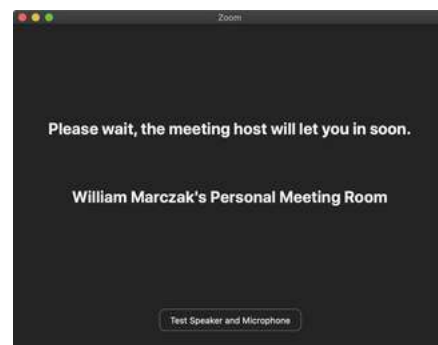 Zoom
Please wait, the meeting host will let you in soon.
William Marczak's Personal Meeting Room
Test Speaker and Microphone